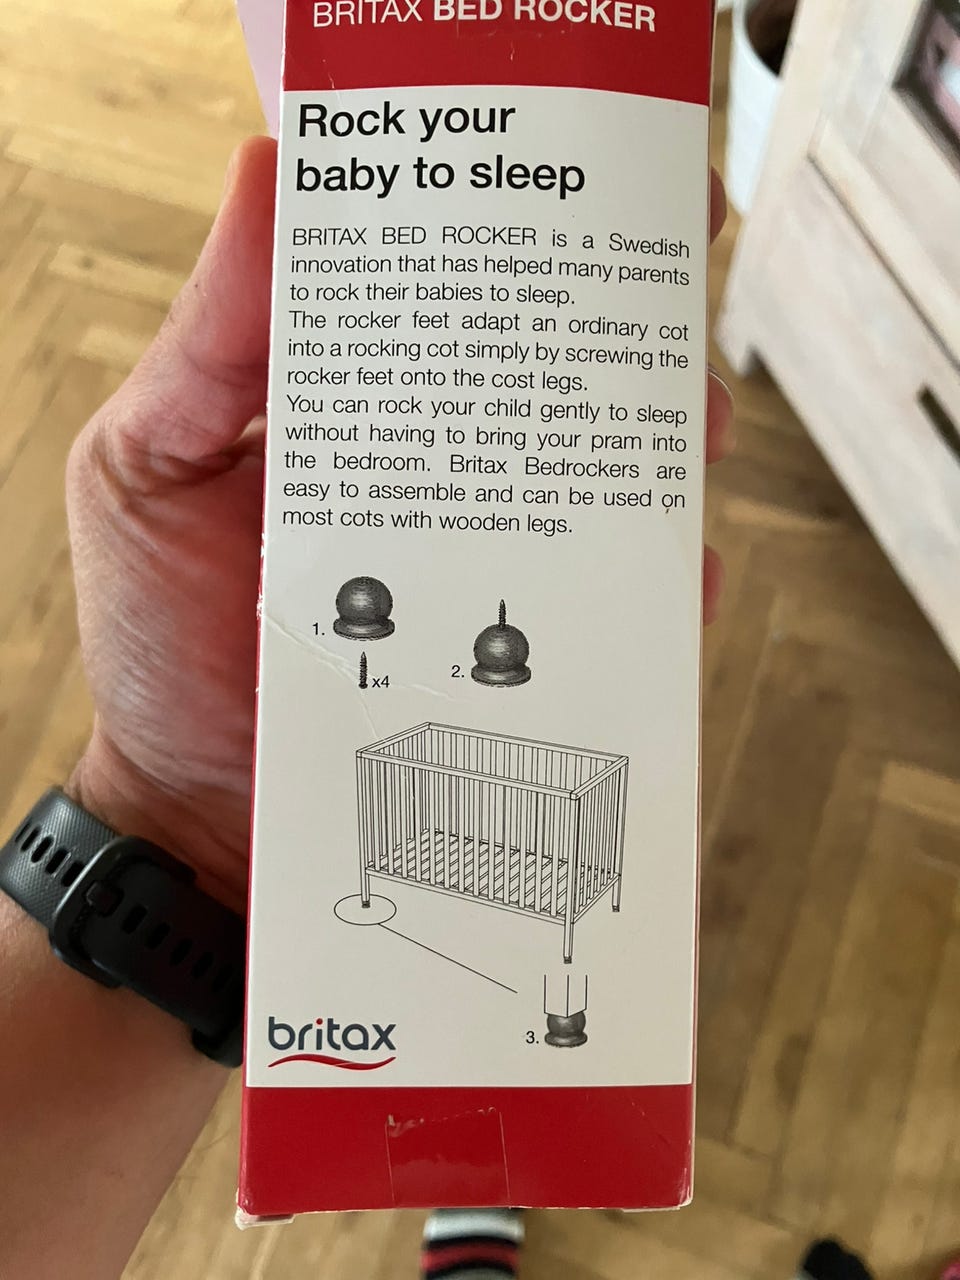 BRITAX BED ROCKER
Rock your
baby to sleep
BRITAX BED ROCKER is a Swedish
innovation that has helped many parents
to rock their babies to sleep.
The rocker feet adapt an ordinary cot
into a rocking cot simply by screwing the
rocker feet onto the cost legs.
You can rock your child gently to sleep
without having to bring your pram into
the bedroom. Britax Bedrockers are
easy to assemble and can be used on
most cots with wooden legs.
1.
x4
2.
3.
britax